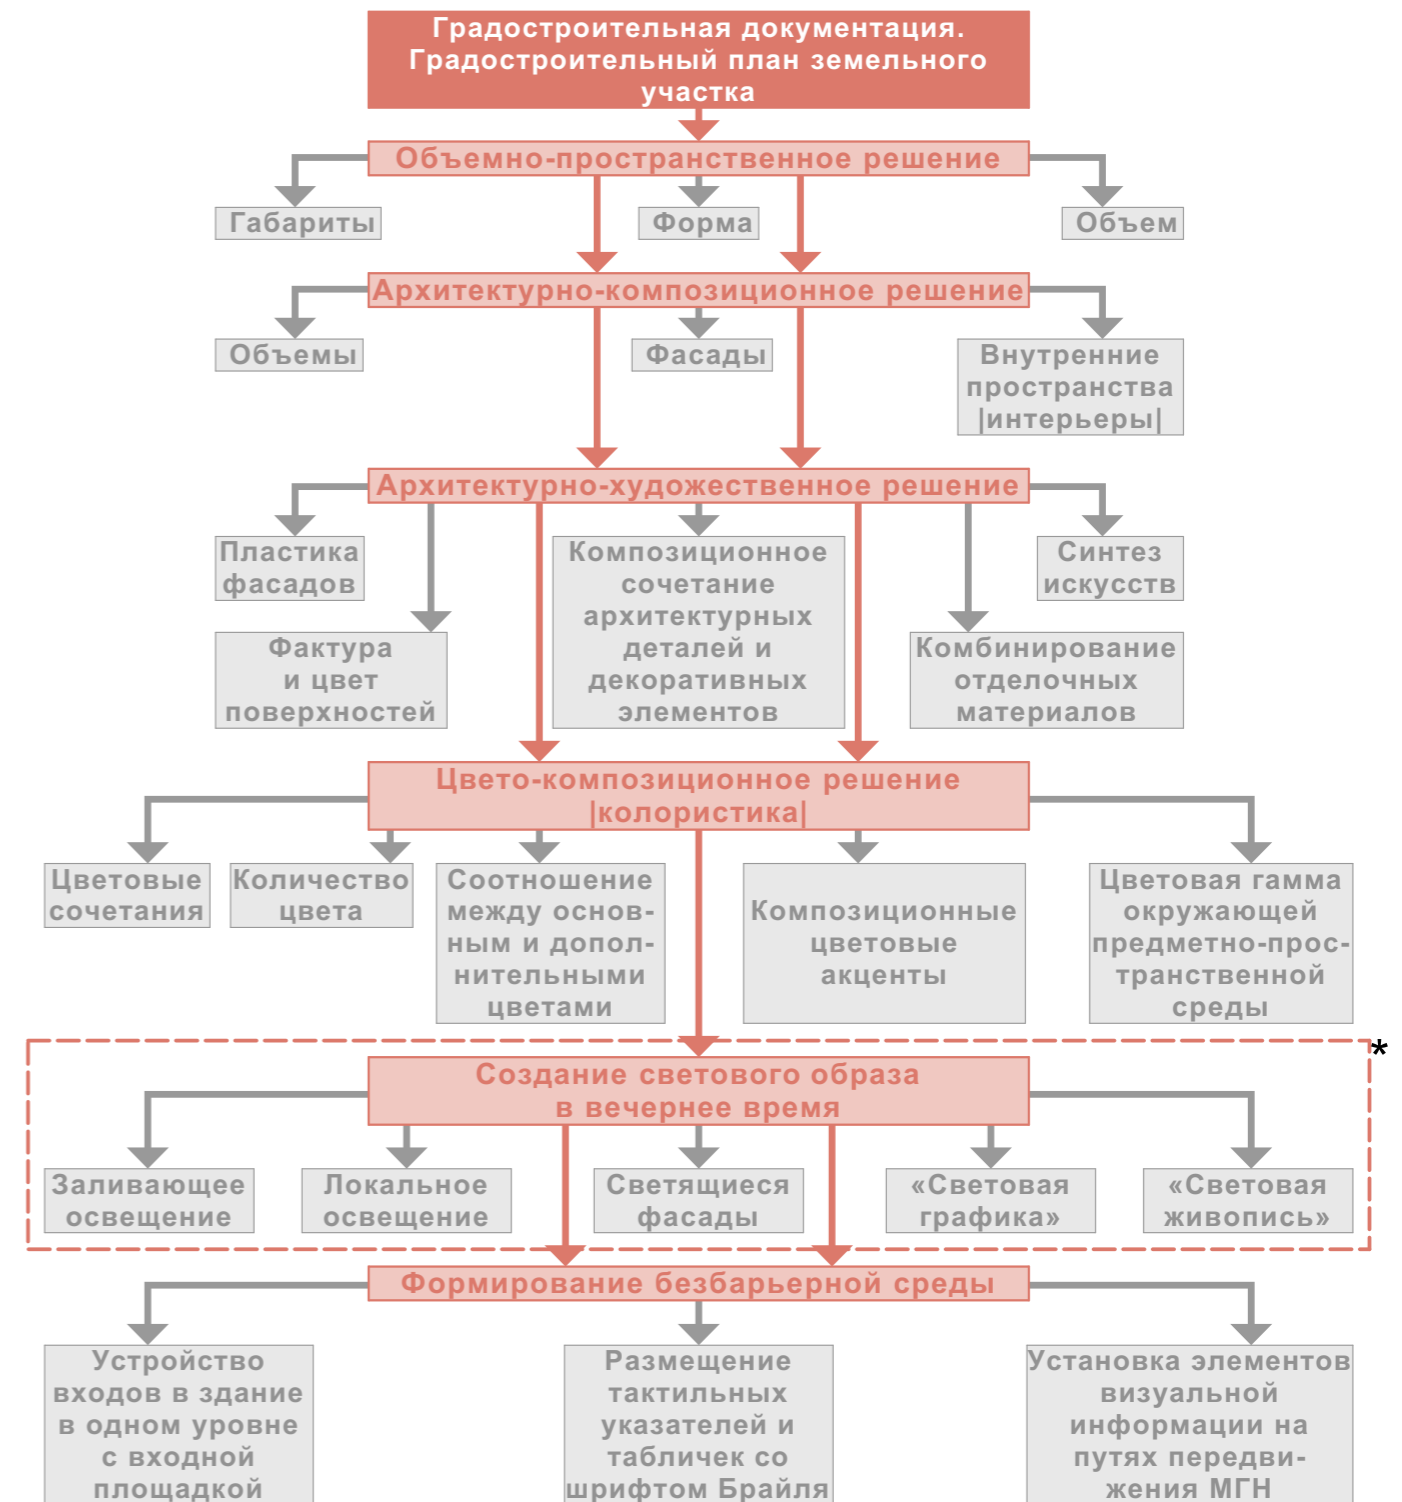 Градостроительная документация.
Градостроительный план земельного
участка
Объемно-пространственное решение
Габариты
Форма
Объем
Архитектурно-композиционное решение
Объемы
Фасады
Внутренние
пространства
|интерьеры|
Архитектурно-художественное решение
Пластика
фасадов
Фактура
и цвет
поверхностей
Композиционное
сочетание
архитектурных
деталей и
декоративных
элементов
Синтез
искусств
Комбинирование
отделочных
материалов
Цвето-композиционное решение
|колористика|
Цветовые
сочетания
Количество
цвета
Соотношение
между основ-
ным и допол-
нительными
цветами
Композиционные
цветовые
акценты
Цветовая гамма
окружающей
предметно-прос-
транственной
среды
*
Создание светового образа
в вечернее время
Заливающее
освещение
Локальное
освещение
Светящиеся
фасады
«Световая
графика»
«Световая
живопись»
Формирование безбарьерной среды
Устройство
входов в здание
в одном уровне
с входной
площадкой
Размещение
тактильных
указателей и
табличек со
шрифтом Брайля
Установка элементов
визуальной
информации на
путях передви-
жения МГН